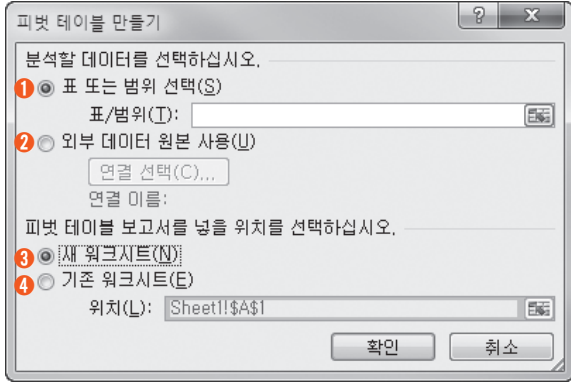 피벗 테이블 만들기
분석할 데이터를 선택하십시오.
1 표 또는 범위 선택(S)
표/범위(T):
2 외부 데이터 원본 사용(U)
연결 선택(C)...
연결 이름:
피벗 테이블 보고서를 넣을 위치를 선택하십시오.
3 새 워크시트(N)
4 기존 워크시트(E)
위치(L): Sheet1!$A$1
확인 취소